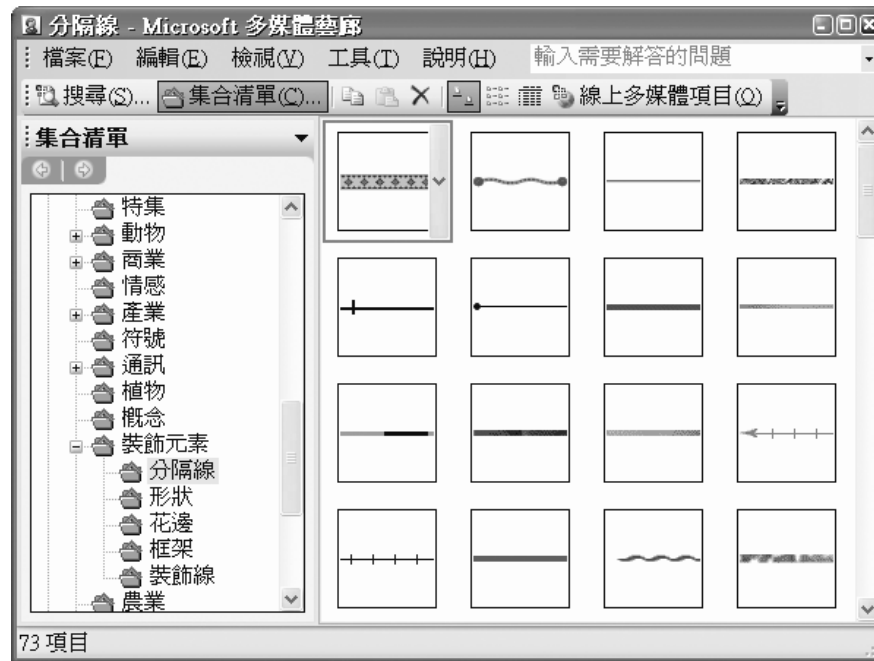 分隔線 - Microsoft 多媒體藝廊
檔案(F) 編輯(E) 檢視(V) 工具(T) 說明(H) 輸入需要解答的問題
搜尋(S)... 集合清單(C)... 線上多媒體項目(O)
集合清單
特集
動物
商業
情感
產業
符號
通訊
植物
概念
裝飾元素
分隔線
形狀
花邊
框架
裝飾線
農業
73 項目